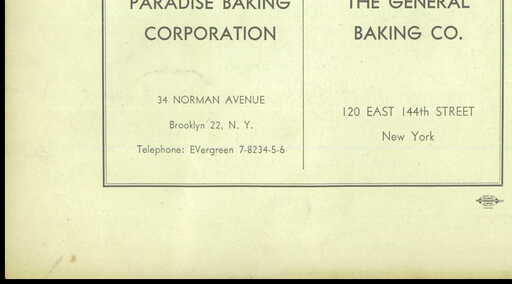 PARADISE BAKING
CORPORATION
34 NORMAN AVENUE
Brooklyn 22, N. Y.
Telephone: EVergreen 7-8234-5-6
THE GENERAL
BAKING CO.
120 EAST 144th STREET
New York